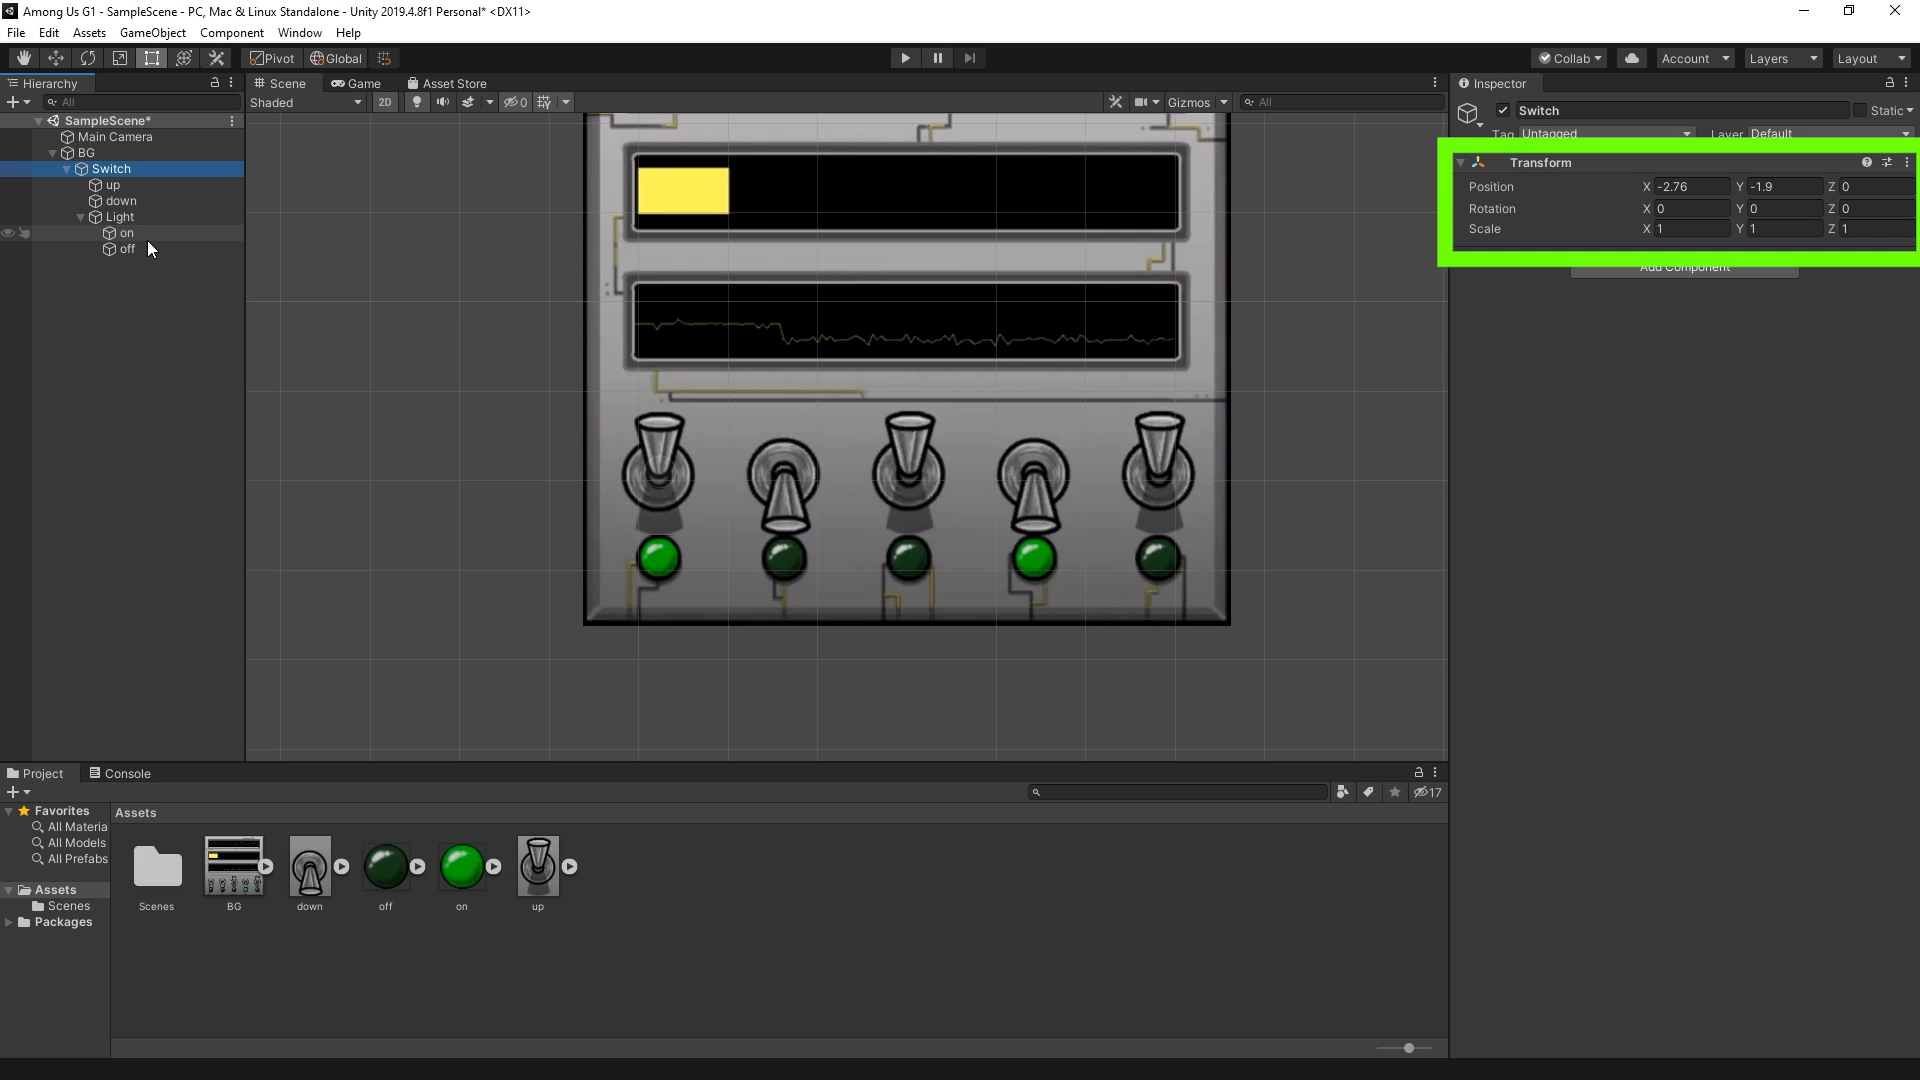 Among Us G1 - SampleScene - PC, Mac & Linux Standalone - Unity 2019.4.8f1 Personal* <DX11>
File Edit Assets GameObject Component Window Help
Pivot Global Collab Account Layers Layout
Hierarchy Scene Game Asset Store Inspector
All Shaded 2D 0 Gizmos All Switch Static
SampleScene*
Tag Untagged Layer Default
Main Camera
BG
Switch
up
down
Light
on
off
Transform
Position X -2.76 Y -1.9 Z 0
Rotation X 0 Y 0 Z 0
Scale X 1 Y 1 Z 1
Add Component
Project Console
17
Favorites
All Materia
All Models
All Prefabs
Assets
Scenes
Packages
Assets
Scenes BG down off on up